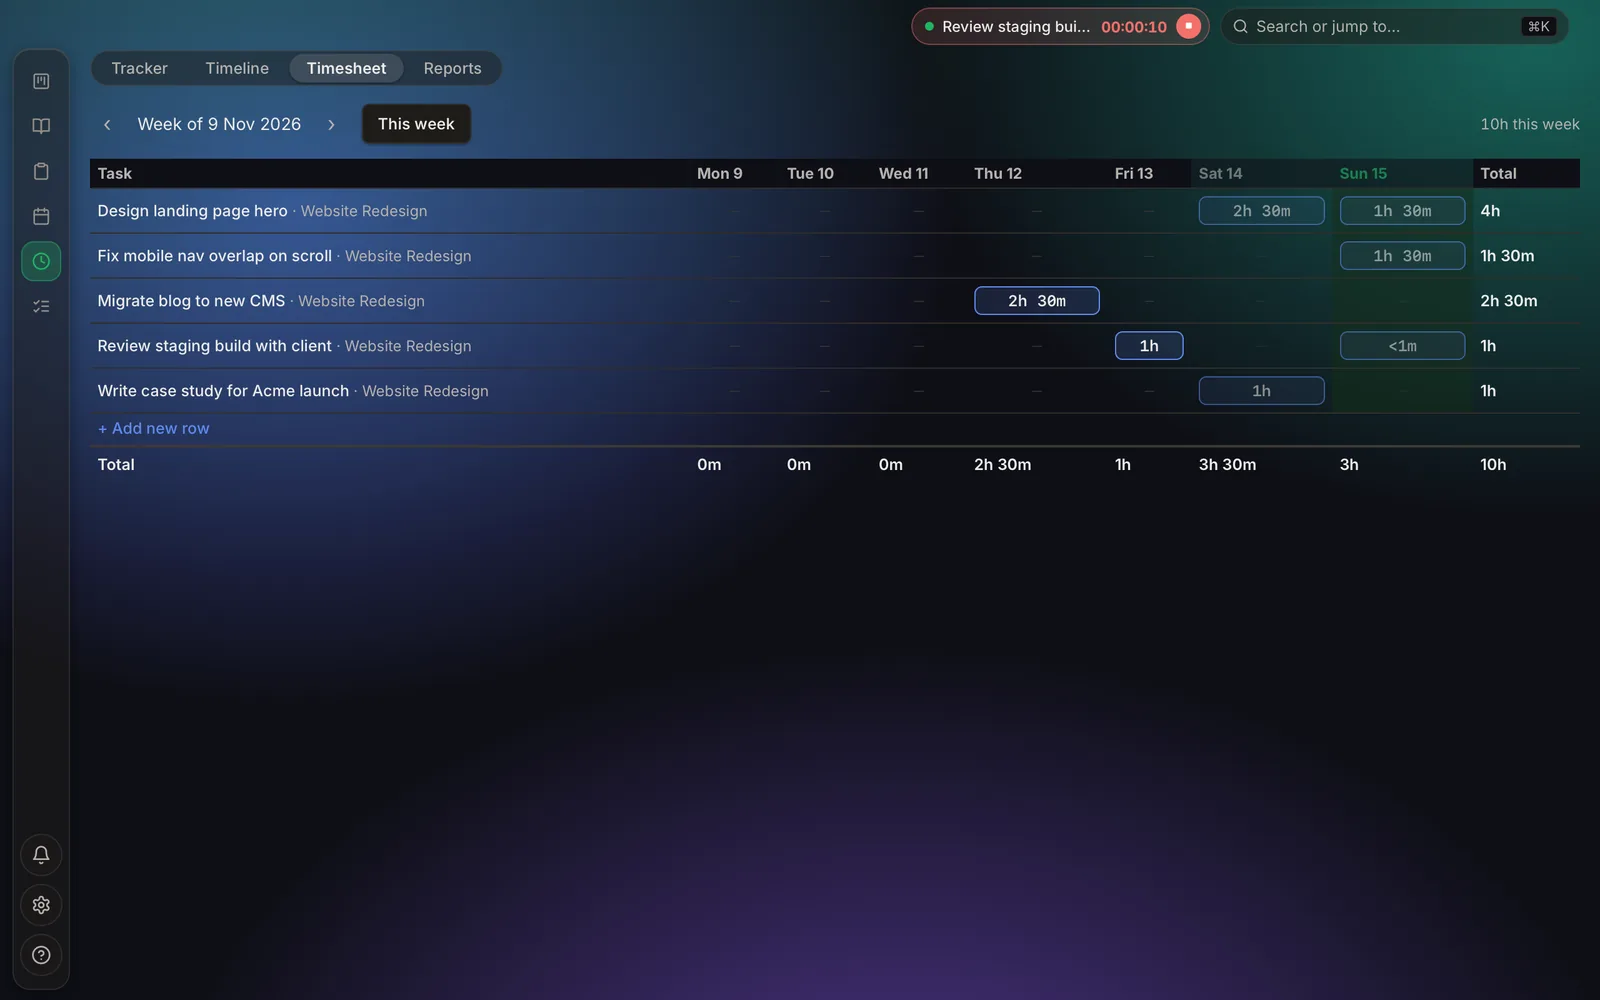 Review staging bui... 00:00:10
Search or jump to... ⌘K
Tracker Timeline Timesheet Reports
Week of 9 Nov 2026 This week 10h this week
Task Mon 9 Tue 10 Wed 11 Thu 12 Fri 13 Sat 14 Sun 15 Total
Design landing page hero · Website Redesign — — — — — 2h 30m 1h 30m 4h
Fix mobile nav overlap on scroll · Website Redesign — — — — — — 1h 30m 1h 30m
Migrate blog to new CMS · Website Redesign — — — 2h 30m — — — 2h 30m
Review staging build with client · Website Redesign — — — — 1h — <1m 1h
Write case study for Acme launch · Website Redesign — — — — — 1h — 1h
+ Add new row
Total 0m 0m 0m 2h 30m 1h 3h 30m 3h 10h